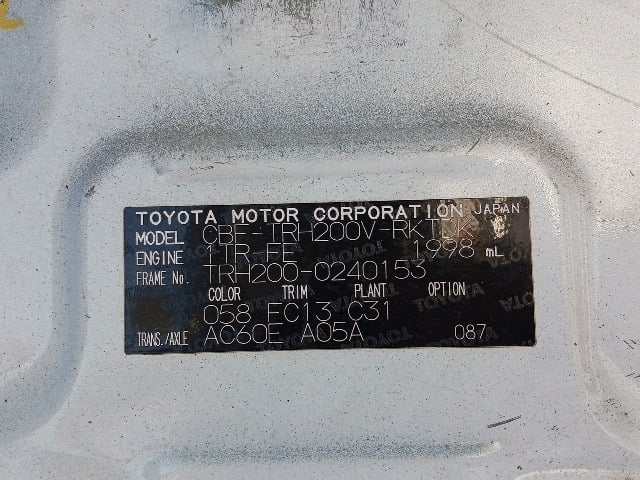 TOYOTA MOTOR CORPORATION JAPAN
MODEL CBF-TRH200V-RKTDK
ENGINE 1TR-FE 1998 mL
FRAME No. TRH200-0240153
COLOR TRIM PLANT OPTION
058 FC13 C31
TRANS./AXLE AC60E A05A 087